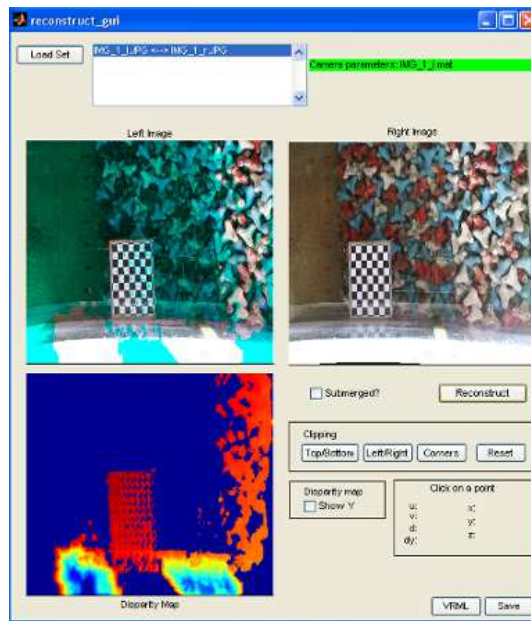 reconstruct_gui
Load Set
IMG_1_l.JPG <--> IMG_1_r.JPG
Camera parameters: IMG_1_l.mat
Left Image
Right Image
Submerged?
Reconstruct
Clipping
Top/Bottom
Left/Right
Corners
Reset
Disparity map
Show Y
Click on a point
u:
v:
d:
dy:
x:
y:
z:
Disparity Map
VRML
Save